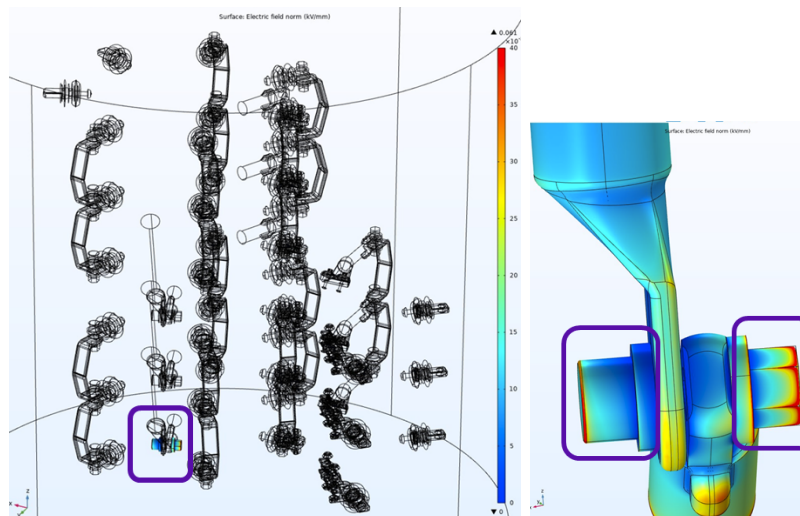 Surface: Electric field norm (kV/mm)
▲ 0.061
×10
40
35
30
25
20
15
10
5
0
▼ 0
x
z
y
Surface: Electric field norm (kV/mm)
z
y
x